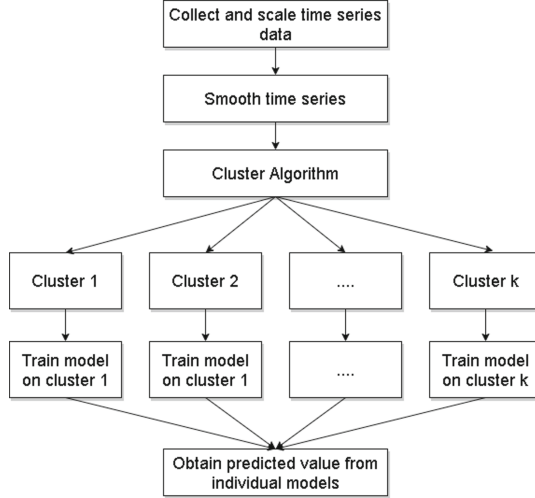 Collect and scale time series
data
Smooth time series
Cluster Algorithm
Cluster 1
Cluster 2
....
Cluster k
Train model
on cluster 1
Train model
on cluster 1
....
Train model
on cluster k
Obtain predicted value from
individual models